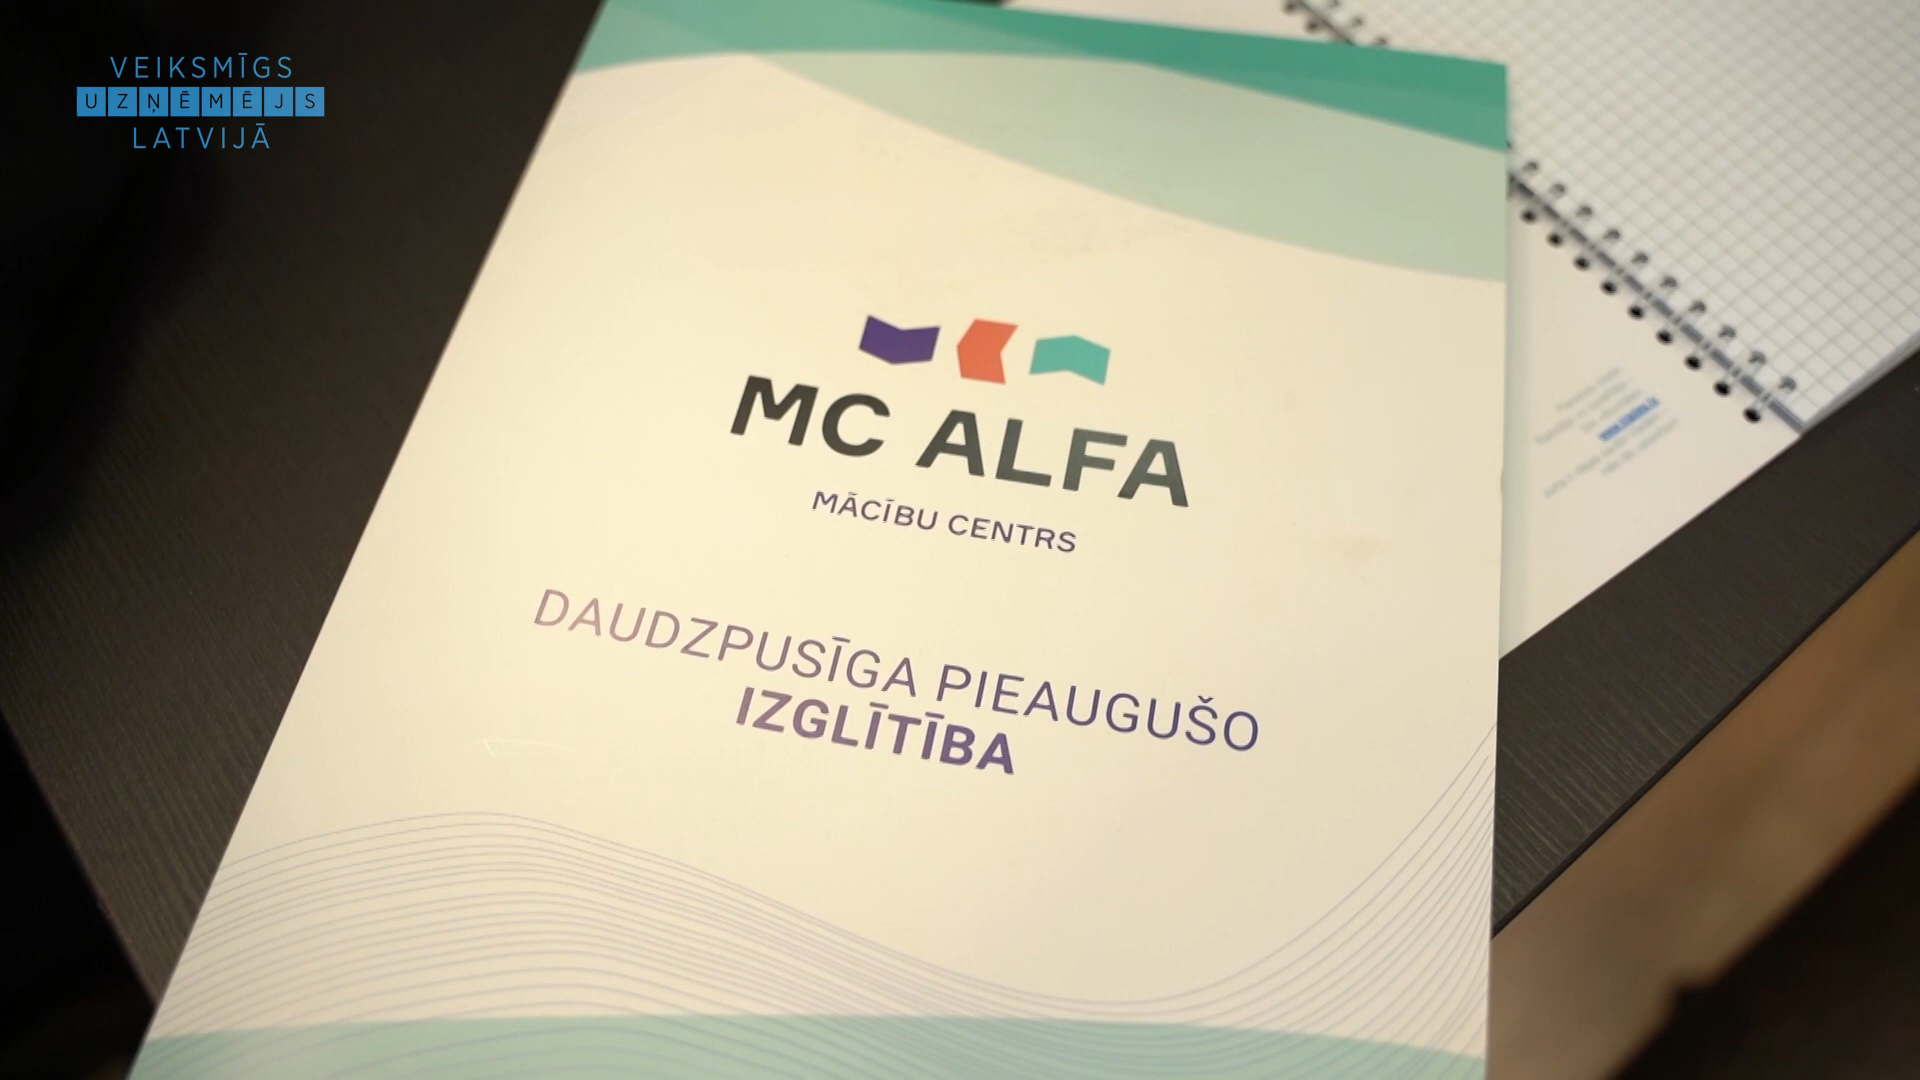 VEIKSMĪGS
UZŅĒMĒJS
LATVIJĀ
MC ALFA
MĀCĪBU CENTRS
DAUDZPUSĪGA PIEAUGUŠO
IZGLĪTĪBA